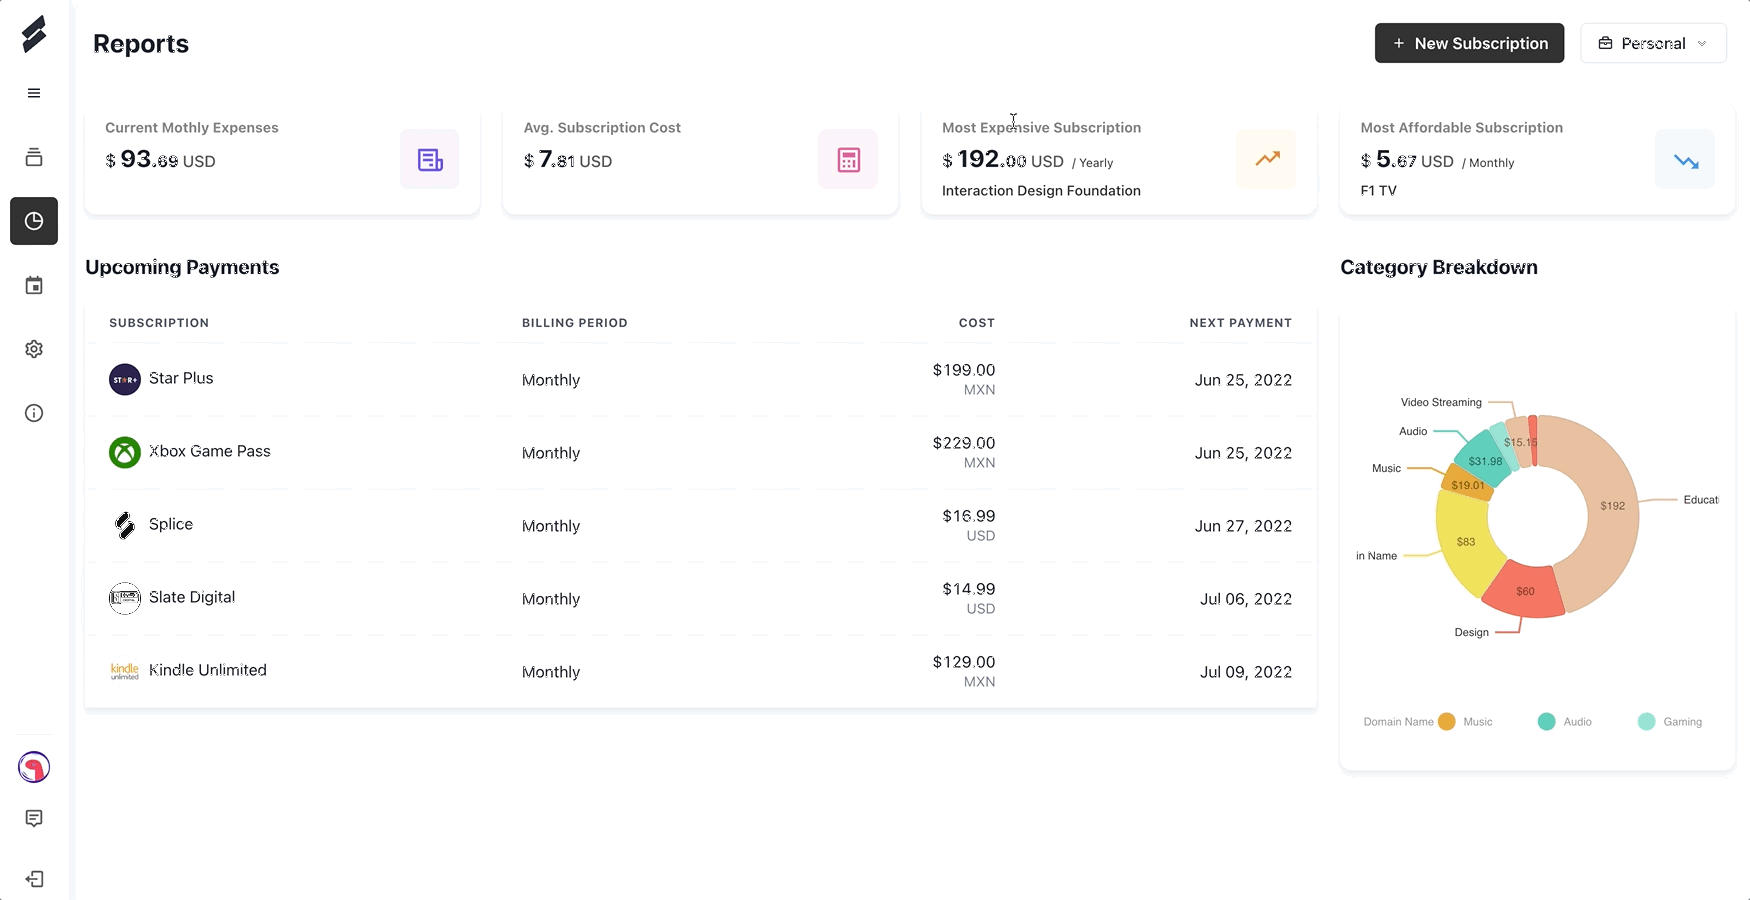 Reports
+ New Subscription
Personal
Current Mothly Expenses
$ 93.69 USD
Avg. Subscription Cost
$ 7.81 USD
Most Expensive Subscription
$ 192.00 USD / Yearly
Interaction Design Foundation
Most Affordable Subscription
$ 5.67 USD / Monthly
F1 TV
Upcoming Payments
SUBSCRIPTION BILLING PERIOD COST NEXT PAYMENT
STAR+ Star Plus Monthly $199.00 MXN Jun 25, 2022
Xbox Game Pass Monthly $229.00 MXN Jun 25, 2022
Splice Monthly $16.99 USD Jun 27, 2022
Slate Digital Monthly $14.99 USD Jul 06, 2022
kindle unlimited Kindle Unlimited Monthly $129.00 MXN Jul 09, 2022
Category Breakdown
Video Streaming
$15.15
Audio
$31.98
Music
$19.01
Educati
$192
in Name
$83
$60
Design
Domain Name Music Audio Gaming